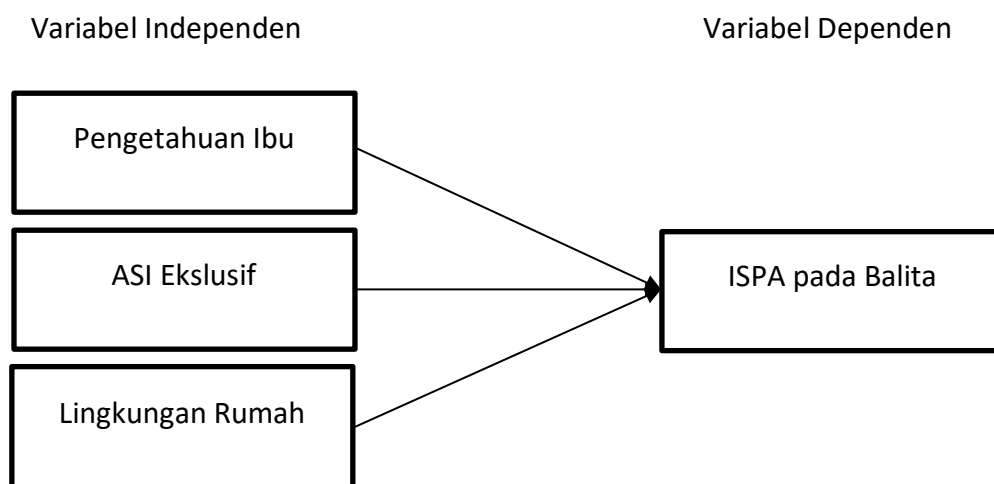 Variabel Independen
Variabel Dependen
Pengetahuan Ibu
ASI Ekslusif
ISPA pada Balita
Lingkungan Rumah